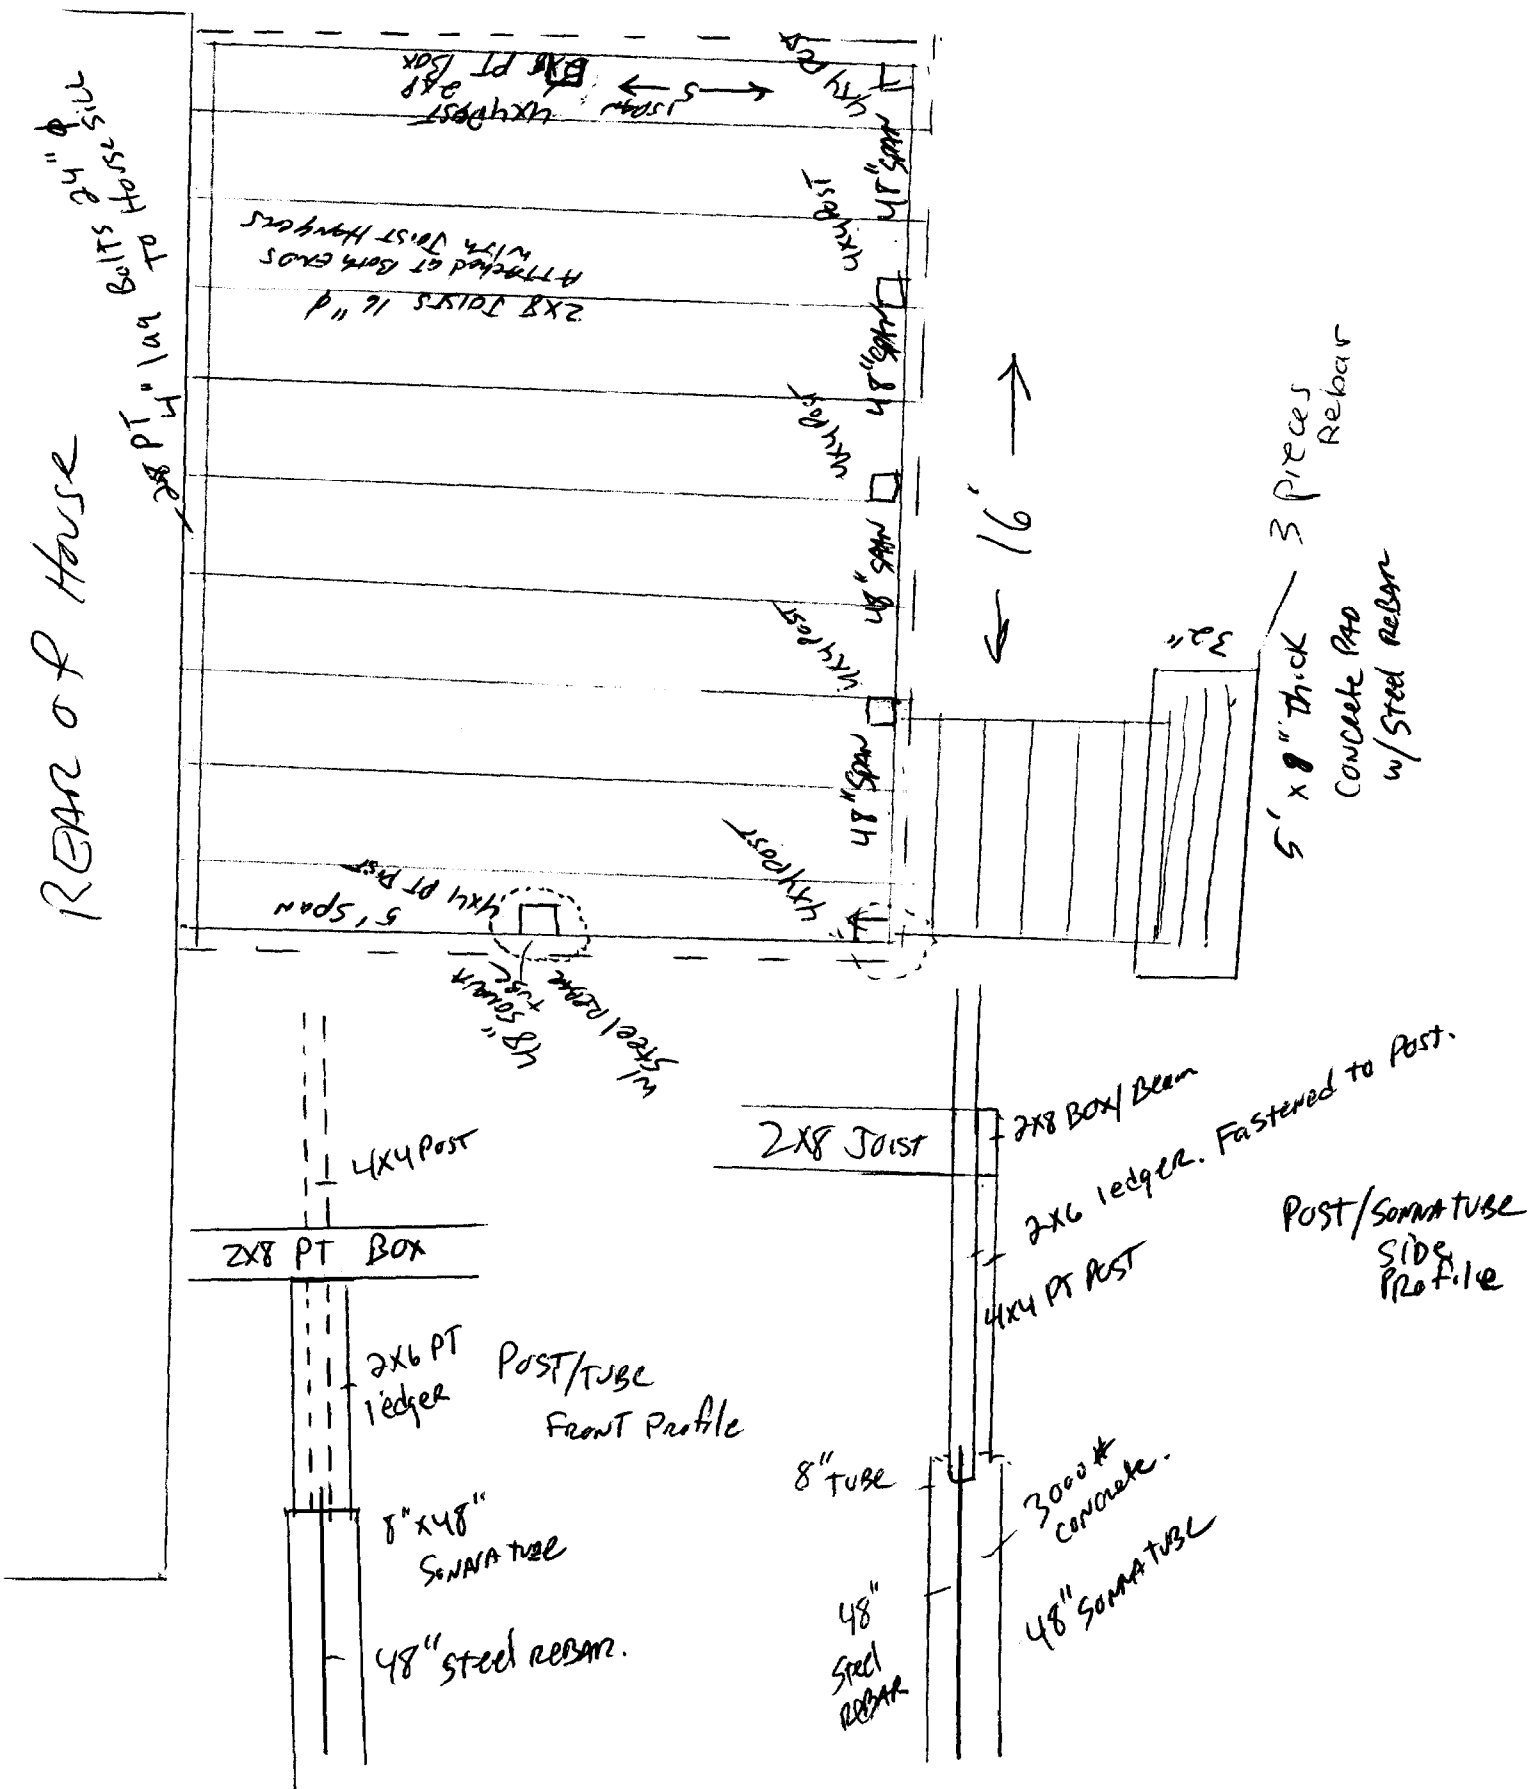 REAR of House
2x8 PT
4" lag Bolts 24" φ
To House Sill
2x8 PT
Box
4x4 Post
5' span
4x4 PT
48" SPAN
4x4 Post
2x8 Joists 16" φ
Attached at Both ends
with Joist Hangers
48" SPAN
4x4 Post
48" SPAN
4x4 Post
48" SPAN
4x4 Post
16'
4x4 PT Post
5' Span
48" Sonna
tube
w/ Steel Rebar
32"
3 pieces
Rebar
5' x 8" Thick
Concrete PAD
w/ Steel ReBAR
4x4 Post
2x8 PT Box
2x6 PT
ledger
Post/Tube
Front Profile
8" x 48"
Sonna tube
48" Steel ReBAR.
2x8 Joist
2x8 Box/Beam
2x6 ledger. Fastened to Post.
4x4 PT Post
Post/Sonna Tube
Side
Profile
8" Tube
3000 #
Concrete.
48"
Steel
ReBAR
48" Sonna Tube